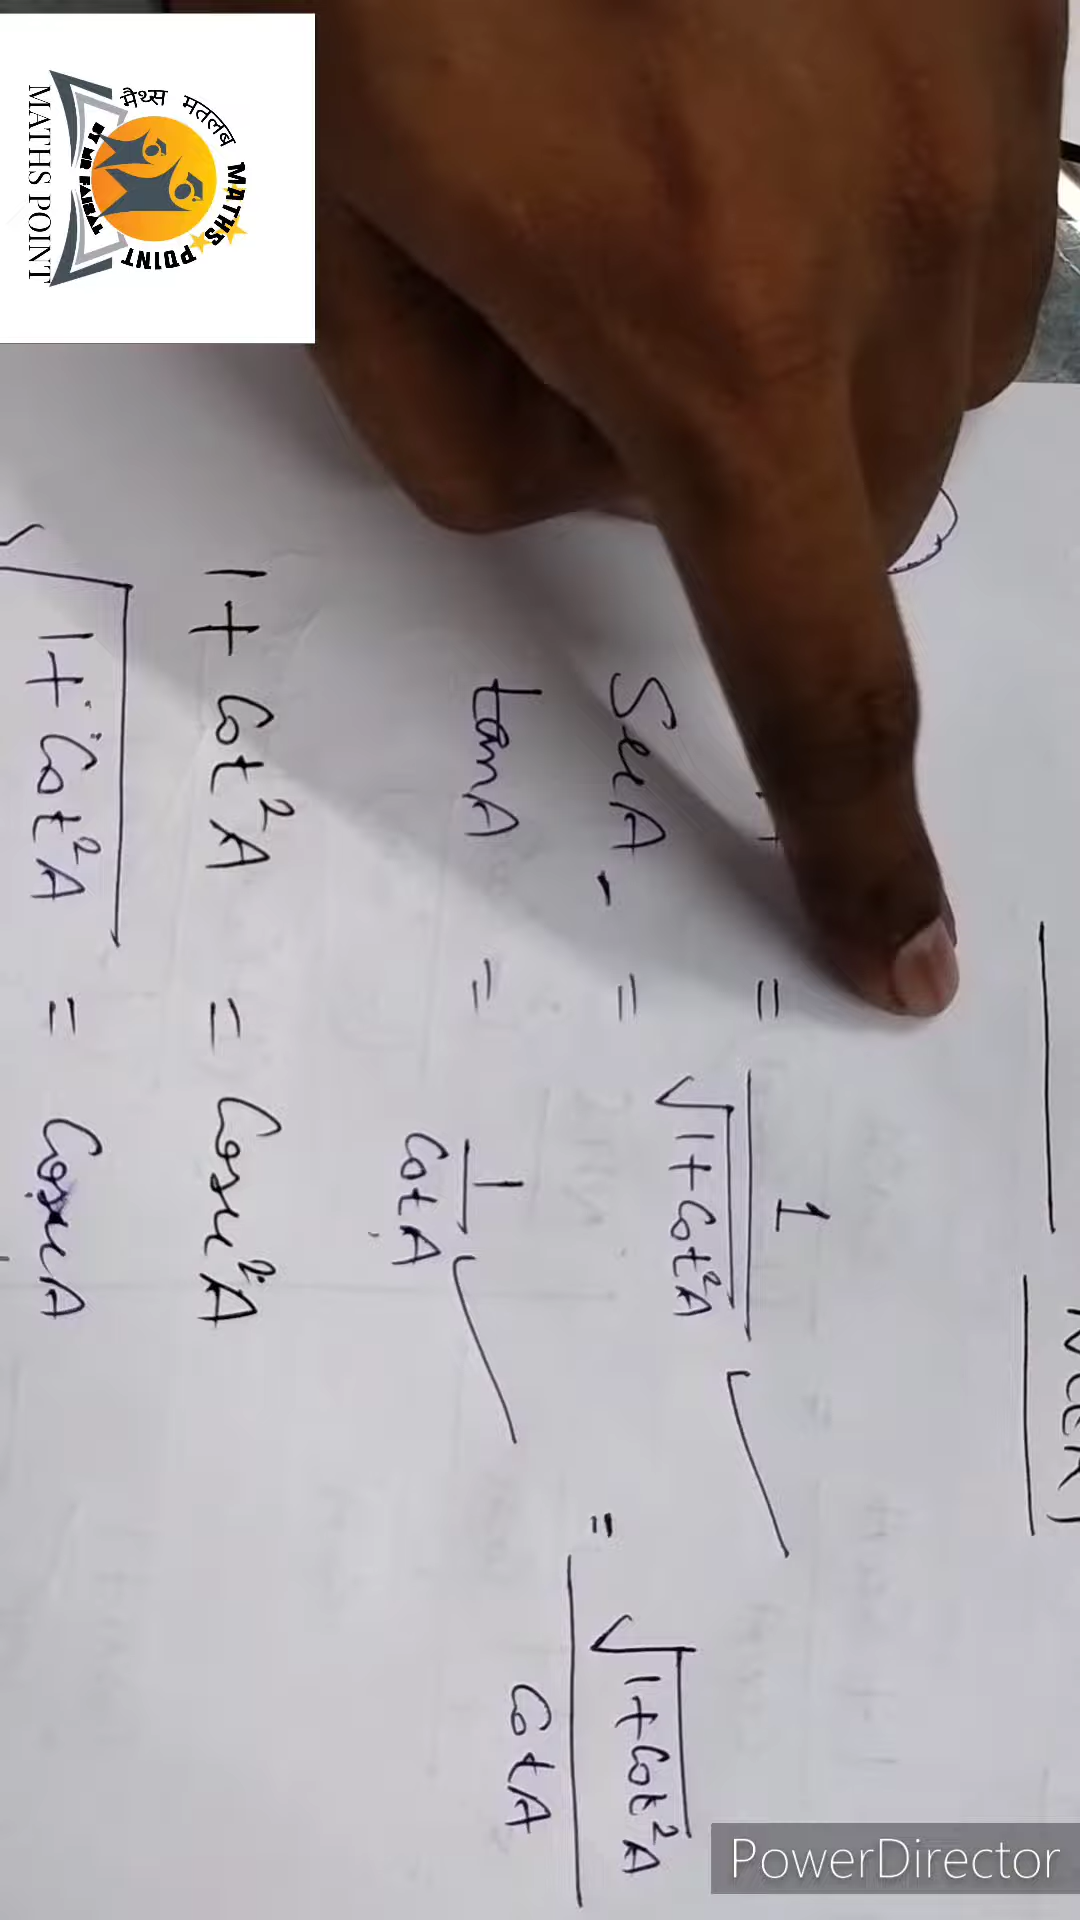 मैथ्स मतलब MATHS POINT
MATHS POINT
= 1/√(1+Cot²A)
SecA = = √(1+Cot²A)/CotA
tanA = 1/CotA
1 + Cot²A = Cosec²A
√(1+Cot²A) = CosecA
PowerDirector